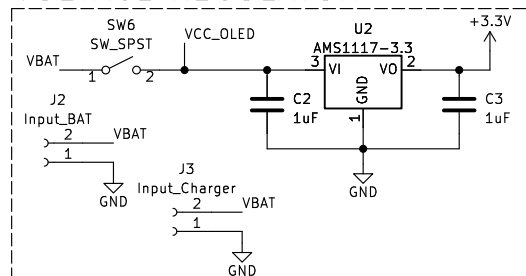 SW6
SW_SPST
VBAT
1
2
VCC_OLED
U2
AMS1117-3.3
3
VI
VO
2
GND
1
+3.3V
C2
1uF
C3
1uF
GND
J2
Input_BAT
2
VBAT
1
GND
J3
Input_Charger
2
VBAT
1
GND